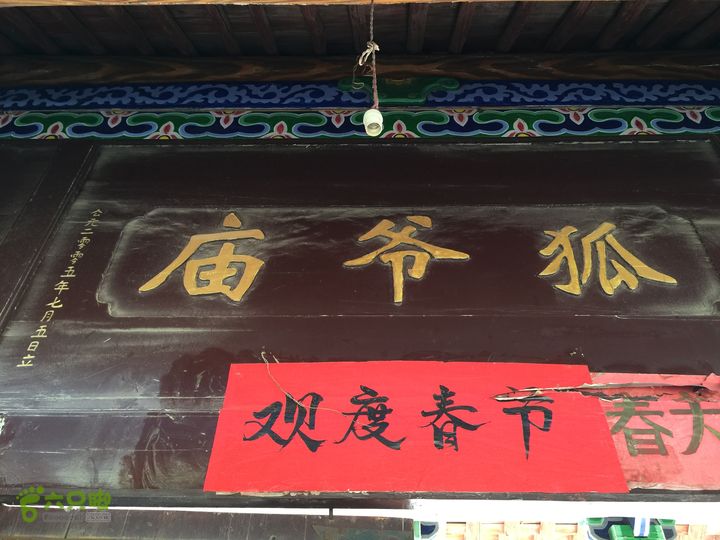 狐爷庙
公元二零零五年七月五日立
观度春节
春
六只脚